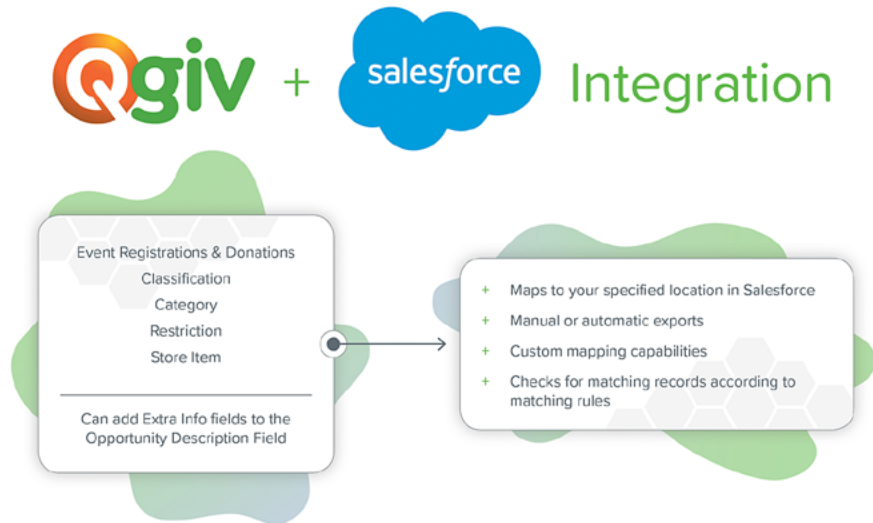 Qgiv + salesforce Integration
Event Registrations & Donations
Classification
Category
Restriction
Store Item
Can add Extra Info fields to the
Opportunity Description Field
+ Maps to your specified location in Salesforce
+ Manual or automatic exports
+ Custom mapping capabilities
+ Checks for matching records according to
matching rules